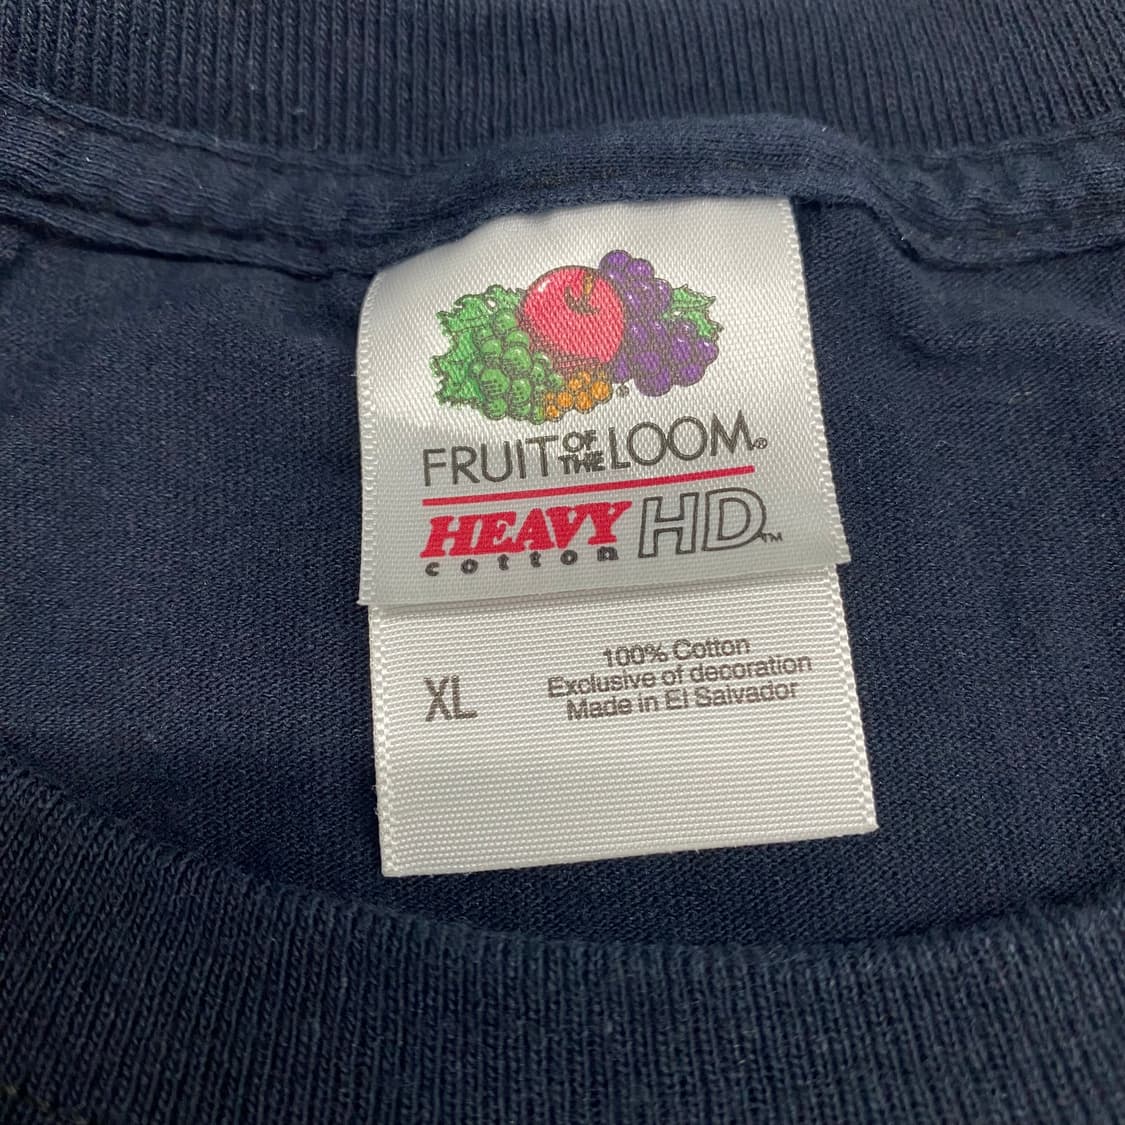 FRUIT OF THE LOOM®
HEAVY cotton HD™
XL
100% Cotton
Exclusive of decoration
Made in El Salvador